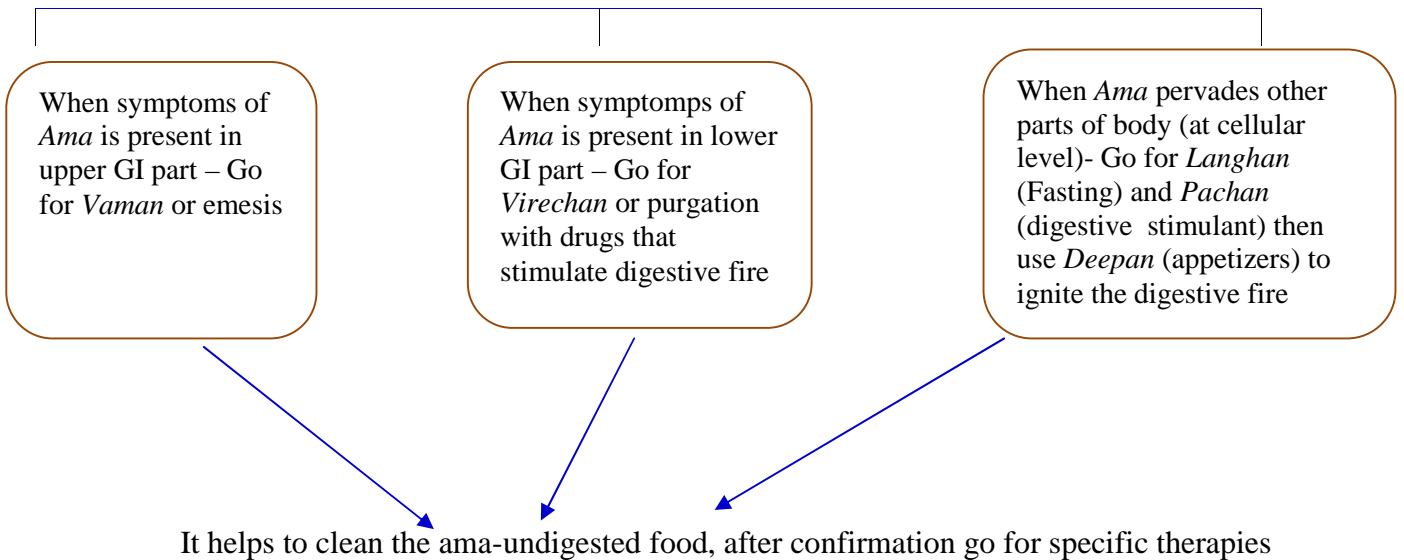 When symptoms of
Ama is present in
upper GI part – Go
for Vaman or emesis
When symptomps of
Ama is present in lower
GI part – Go for
Virechan or purgation
with drugs that
stimulate digestive fire
When Ama pervades other
parts of body (at cellular
level)- Go for Langhan
(Fasting) and Pachan
(digestive stimulant) then
use Deepan (appetizers) to
ignite the digestive fire
It helps to clean the ama-undigested food, after confirmation go for specific therapies